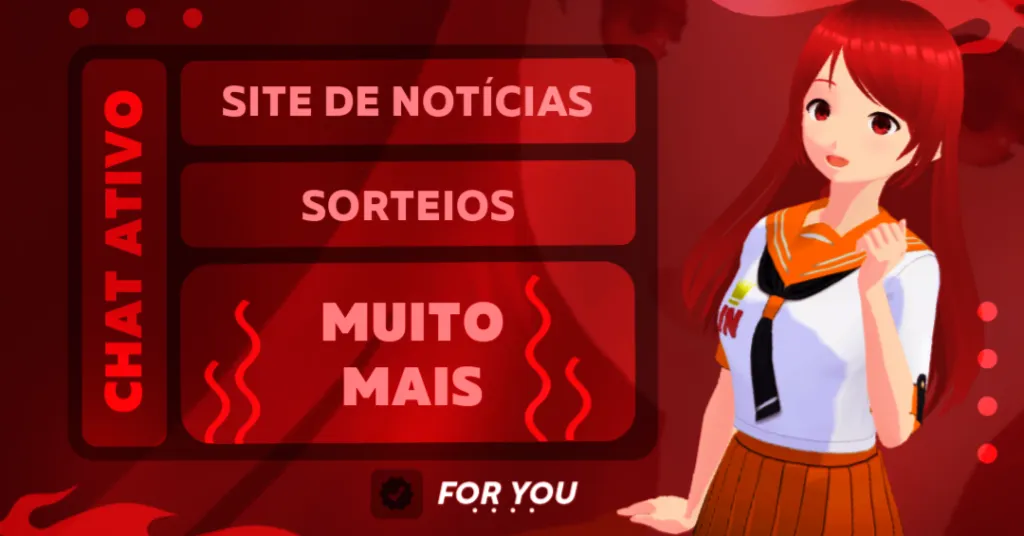 CHAT ATIVO
SITE DE NOTÍCIAS
SORTEIOS
MUITO
MAIS
FOR YOU